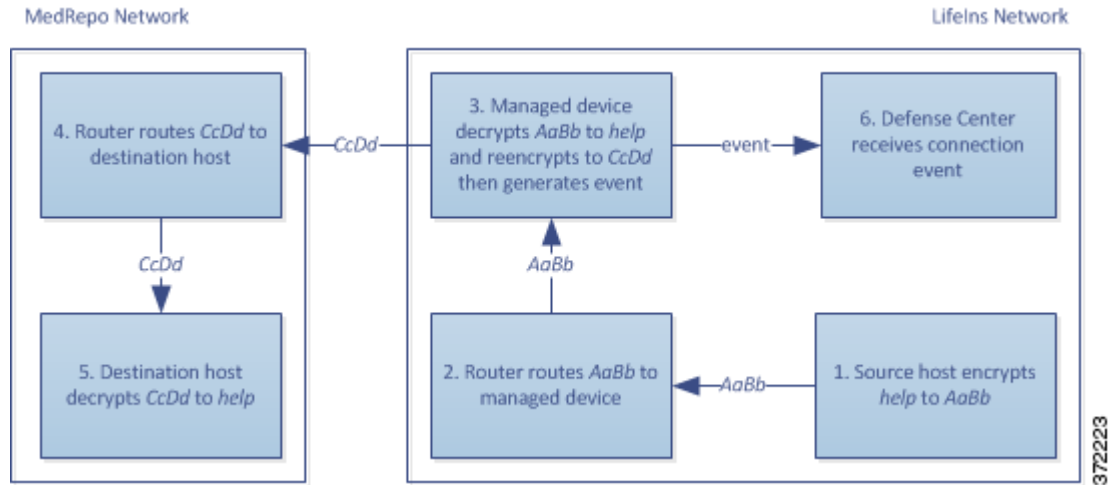 MedRepo Network
LifeIns Network
4. Router routes CcDd to
destination host
CcDd
3. Managed device
decrypts AaBb to help
and reencrypts to CcDd
then generates event
event
6. Defense Center
receives connection
event
CcDd
AaBb
5. Destination host
decrypts CcDd to help
2. Router routes AaBb to
managed device
AaBb
1. Source host encrypts
help to AaBb
372223